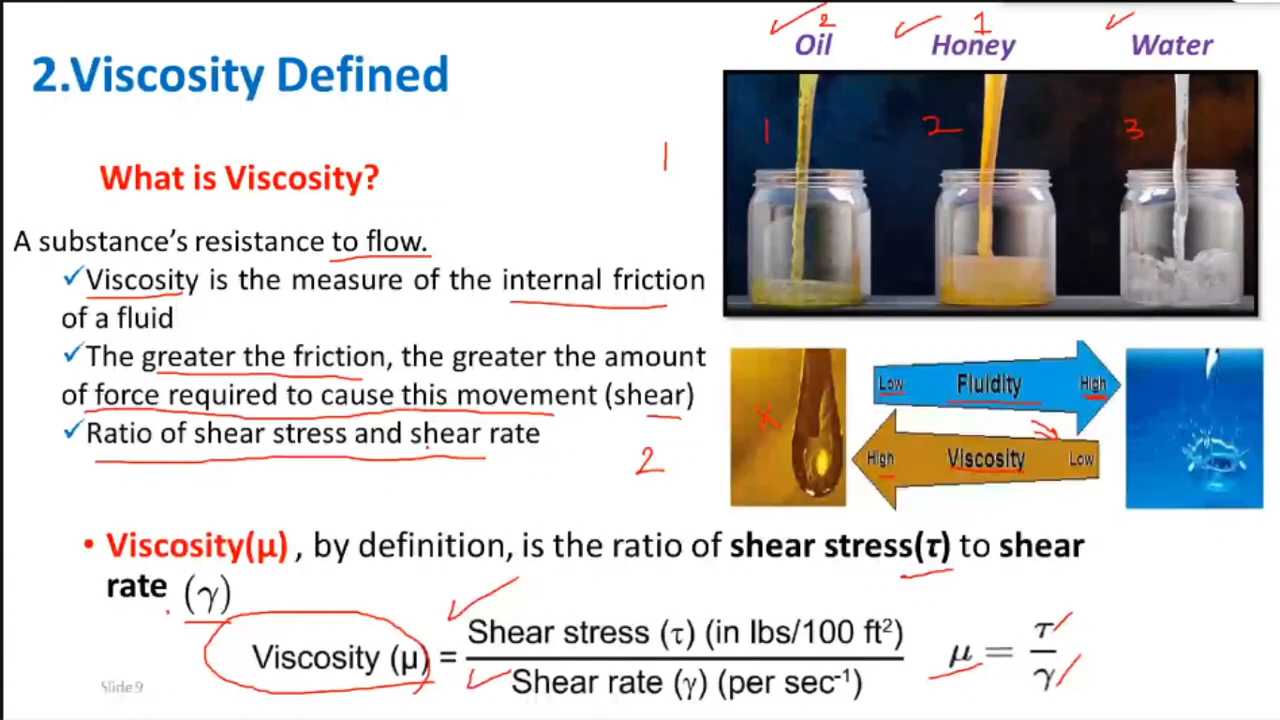 2.Viscosity Defined
What is Viscosity?
A substance's resistance to flow.
✓Viscosity is the measure of the internal friction
of a fluid
✓The greater the friction, the greater the amount
of force required to cause this movement (shear)
✓Ratio of shear stress and shear rate
1
2
2 1
Oil Honey Water
1 2 3
Low Fluidity High
x
High Viscosity Low
• Viscosity(μ) , by definition, is the ratio of shear stress(τ) to shear
rate (γ)
Viscosity (μ) = Shear stress (τ) (in lbs/100 ft²)
Shear rate (γ) (per sec⁻¹)
μ = τ
γ
Slide 9